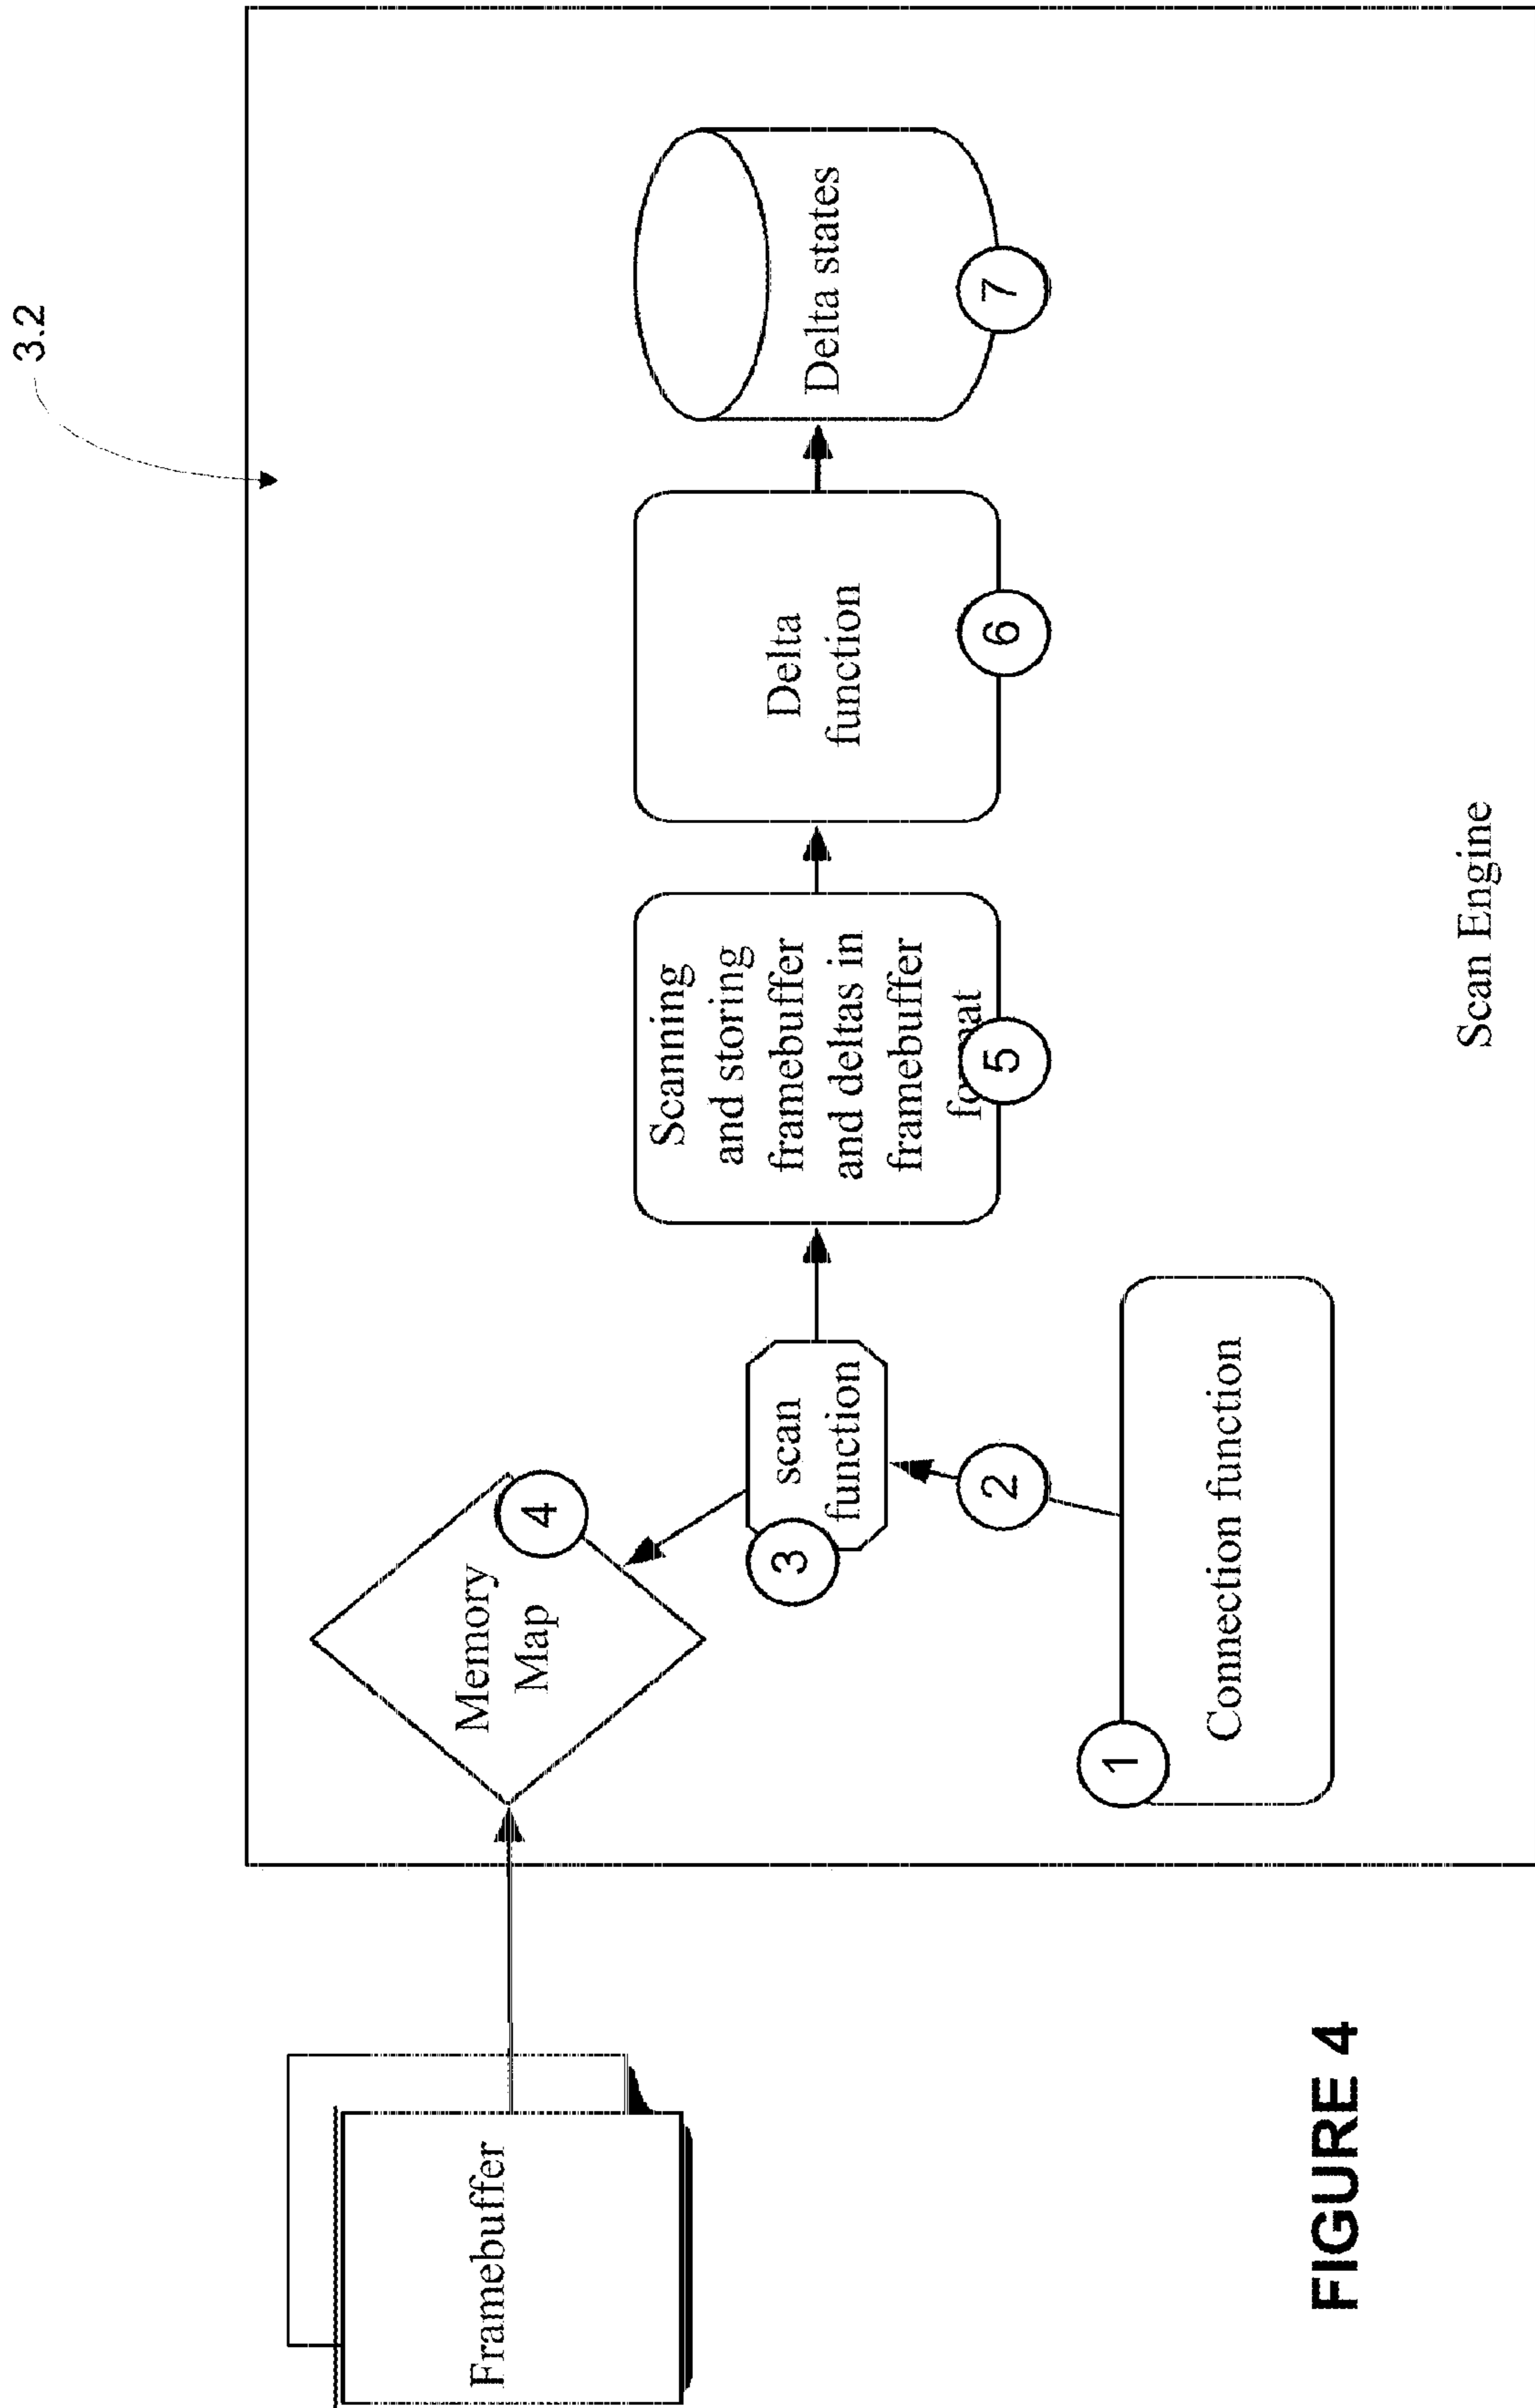 3.2
Framebuffer
Memory
Map
4
3
scan
function
2
1
Connection function
Scanning
and storing
framebuffer
and deltas in
framebuffer
5
Delta
function
6
Delta states
7
Scan Engine
FIGURE 4